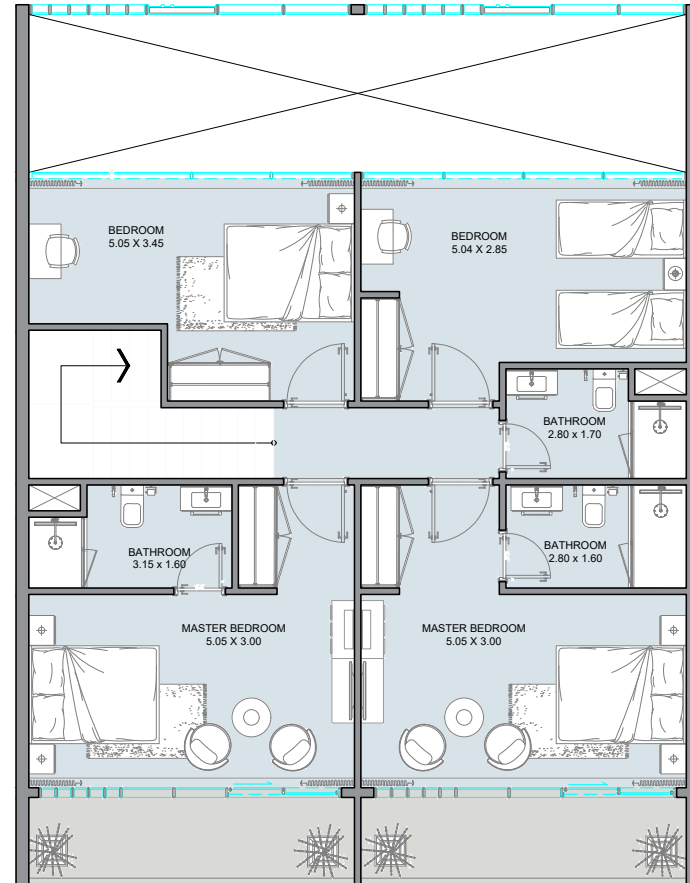 BEDROOM
5.05 X 3.45
BEDROOM
5.04 X 2.85
BATHROOM
2.80 x 1.70
BATHROOM
3.15 x 1.60
BATHROOM
2.80 x 1.60
MASTER BEDROOM
5.05 X 3.00
MASTER BEDROOM
5.05 X 3.00